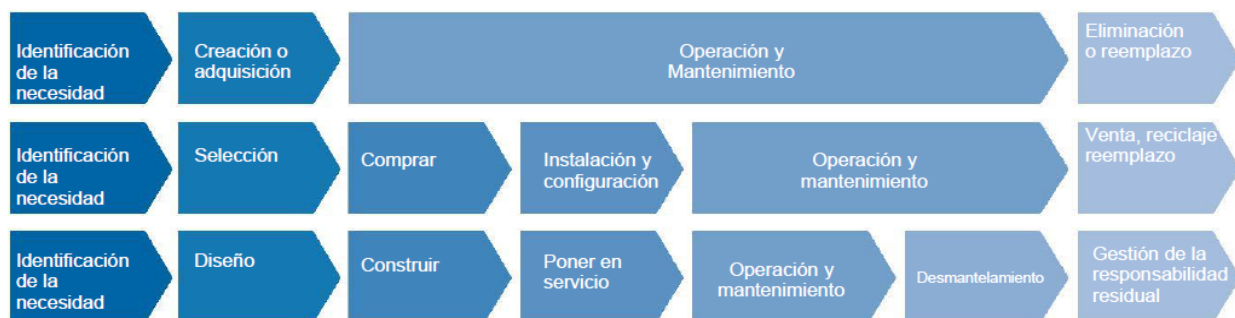 Identificación
de la
necesidad
Creación o
adquisición
Operación y
Mantenimiento
Eliminación
o reemplazo
Identificación
de la
necesidad
Selección
Comprar
Instalación y
configuración
Operación y
mantenimiento
Venta, reciclaje
reemplazo
Identificación
de la
necesidad
Diseño
Construir
Poner en
servicio
Operación y
mantenimiento
Desmantelamiento
Gestión de la
responsabilidad
residual